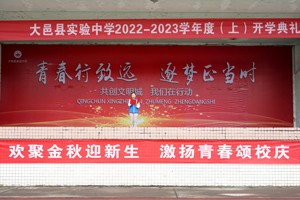 大邑县实验中学2022-2023学年度（上）开学典礼
青春行致远 逐梦正当时
共创文明城 我们在行动
QINGCHUNXINGZHIYUAN ZHUMENG ZHENGDANGSHI
欢聚金秋迎新生 激扬青春颂校庆